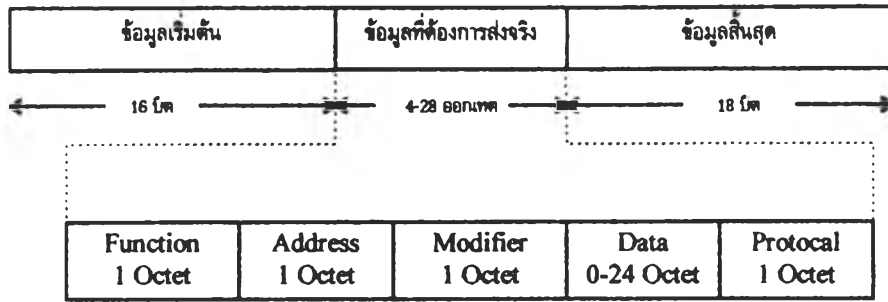 ข้อมูลเริ่มต้น ข้อมูลที่ต้องการส่งจริง ข้อมูลสิ้นสุด
16 บิต 4-28 ออกเทต 18 บิต
Function Address Modifier Data Protocal
1 Octet 1 Octet 1 Octet 0-24 Octet 1 Octet